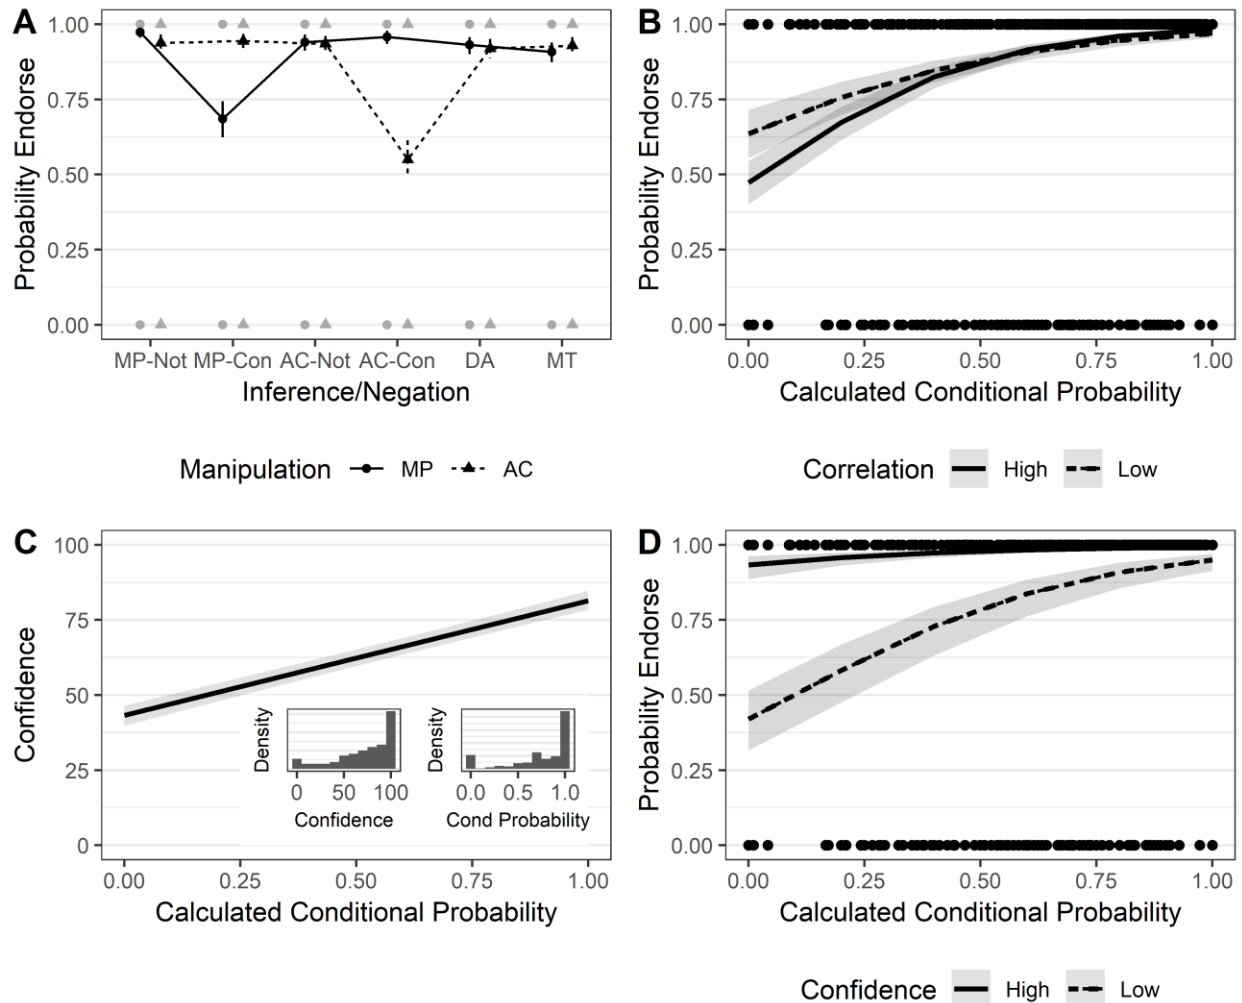 A
Probability Endorse
1.00
0.75
0.50
0.25
0.00
MP-Not MP-Con AC-Not AC-Con DA MT
Inference/Negation
Manipulation MP AC
B
Probability Endorse
1.00
0.75
0.50
0.25
0.00
0.00 0.25 0.50 0.75 1.00
Calculated Conditional Probability
Correlation High Low
C
Confidence
100
75
50
25
0
Density
0 50 100
Confidence
Density
0.0 0.5 1.0
Cond Probability
0.00 0.25 0.50 0.75 1.00
Calculated Conditional Probability
D
Probability Endorse
1.00
0.75
0.50
0.25
0.00
0.00 0.25 0.50 0.75 1.00
Calculated Conditional Probability
Confidence High Low